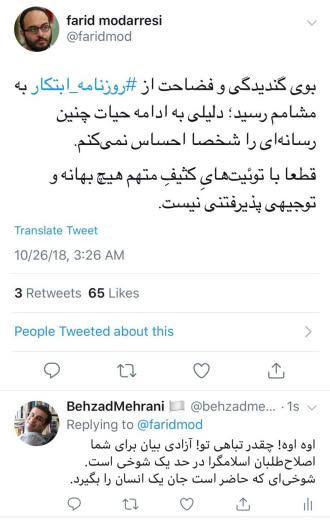 farid modarresi
@faridmod
بوی گندیدگی و فضاحت از #روزنامه_ابتکار به
مشامم رسید؛ دلیلی به ادامه حیات چنین
رسانه‌ای را شخصا احساس نمی‌کنم.
قطعا با توئیت‌هایِ کثیفِ متهم هیچ بهانه و
توجیهی پذیرفتنی نیست.
Translate Tweet
10/26/18, 3:26 AM
3 Retweets 65 Likes
People Tweeted about this
BehzadMehrani @behzadme... · 1s
Replying to @faridmod
اوه اوه! چقدر تباهی تو! آزادی بیان برای شما
اصلاح‌طلبان اسلامگرا در حد یک شوخی است.
شوخی‌ای که حاضر است جان یک انسان را بگیرد.